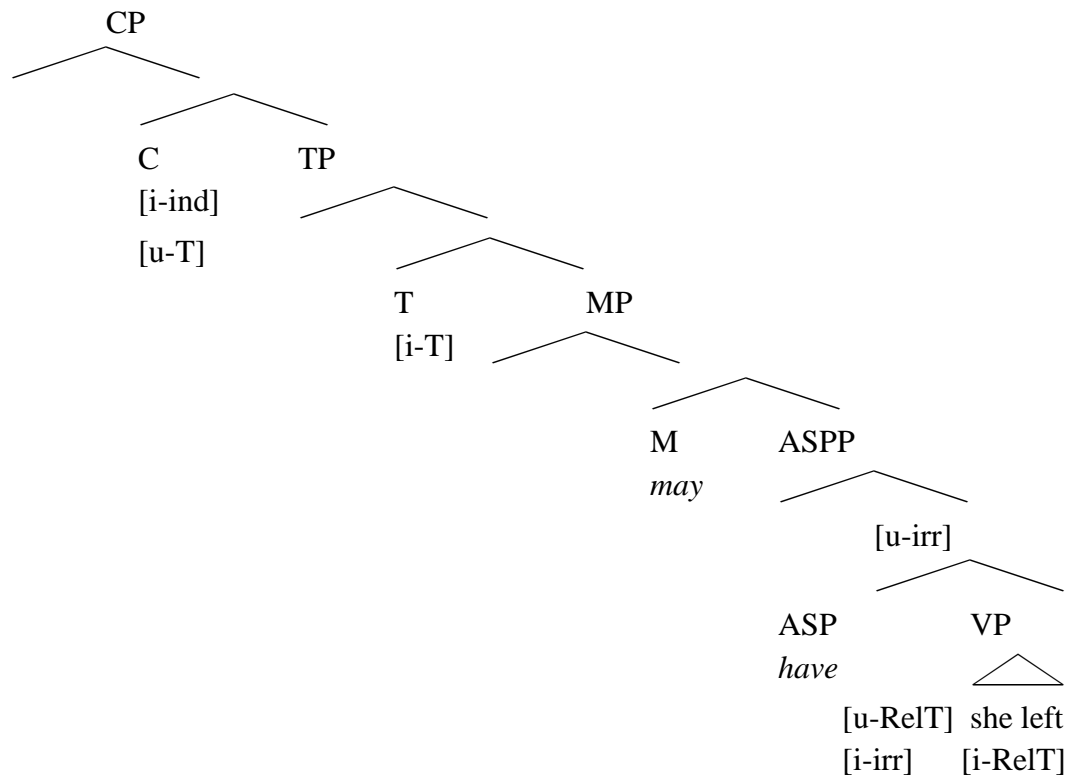 CP
C TP
[i-ind]
[u-T]
T MP
[i-T]
M ASPP
may
[u-irr]
ASP VP
have
[u-RelT] she left
[i-irr] [i-RelT]